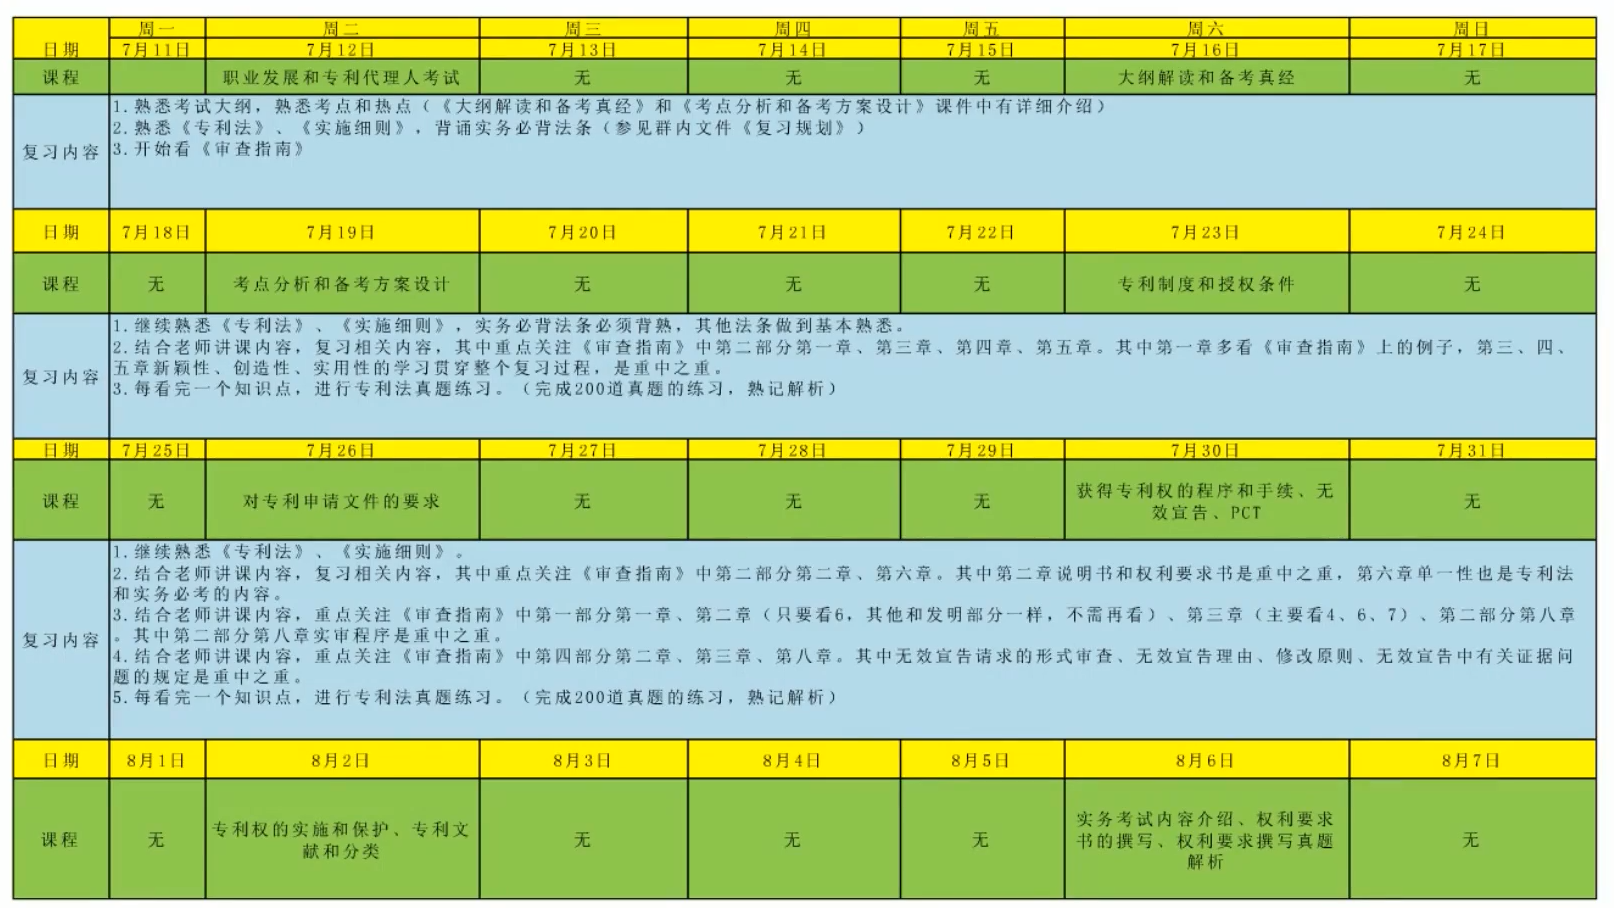 周一 周二 周三 周四 周五 周六 周日
日期 7月11日 7月12日 7月13日 7月14日 7月15日 7月16日 7月17日
课程 职业发展和专利代理人考试 无 无 无 大纲解读和备考真经 无
复习内容
1.熟悉考试大纲，熟悉考点和热点（《大纲解读和备考真经》和《考点分析和备考方案设计》课件中有详细介绍）
2.熟悉《专利法》、《实施细则》，背诵实务必背法条（参见群内文件《复习规划》）
3.开始看《审查指南》
日期 7月18日 7月19日 7月20日 7月21日 7月22日 7月23日 7月24日
课程 无 考点分析和备考方案设计 无 无 无 专利制度和授权条件 无
复习内容
1.继续熟悉《专利法》、《实施细则》，实务必背法条必须背熟，其他法条做到基本熟悉。
2.结合老师讲课内容，复习相关内容，其中重点关注《审查指南》中第二部分第一章、第三章、第四章、第五章。其中第一章多看《审查指南》上的例子，第三、四、
五章新颖性、创造性、实用性的学习贯穿整个复习过程，是重中之重。
3.每看完一个知识点，进行专利法真题练习。（完成200道真题的练习，熟记解析）
日期 7月25日 7月26日 7月27日 7月28日 7月29日 7月30日 7月31日
课程 无 对专利申请文件的要求 无 无 无 获得专利权的程序和手续、无
效宣告、PCT 无
复习内容
1.继续熟悉《专利法》、《实施细则》。
2.结合老师讲课内容，复习相关内容，其中重点关注《审查指南》中第二部分第二章、第六章。其中第二章说明书和权利要求书是重中之重，第六章单一性也是专利法
和实务必考的内容。
3.结合老师讲课内容，重点关注《审查指南》中第一部分第一章、第二章（只要看6，其他和发明部分一样，不需再看）、第三章（主要看4、6、7）、第二部分第八章
。其中第二部分第八章实审程序是重中之重。
4.结合老师讲课内容，重点关注《审查指南》中第四部分第二章、第三章、第八章。其中无效宣告请求的形式审查、无效宣告理由、修改原则、无效宣告中有关证据问
题的规定是重中之重。
5.每看完一个知识点，进行专利法真题练习。（完成200道真题的练习，熟记解析）
日期 8月1日 8月2日 8月3日 8月4日 8月5日 8月6日 8月7日
课程 无 专利权的实施和保护、专利文
献和分类 无 无 无 实务考试内容介绍、权利要求
书的撰写、权利要求撰写真题
解析 无